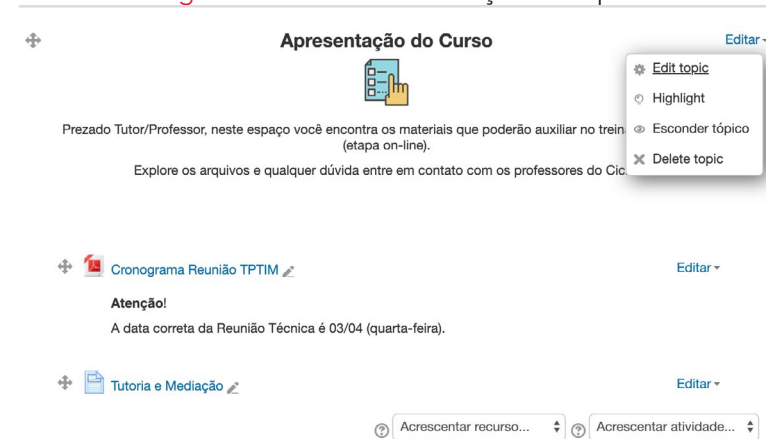 Apresentação do Curso
Editar
Edit topic
Highlight
Esconder tópico
Delete topic
Prezado Tutor/Professor, neste espaço você encontra os materiais que poderão auxiliar no
(etapa on-line).
Explore os arquivos e qualquer dúvida entre em contato com os professores do
Cronograma Reunião TPTIM
Editar
Atenção!
A data correta da Reunião Técnica é 03/04 (quarta-feira).
Tutoria e Mediação
Editar
Acrescentar recurso...
Acrescentar atividade...